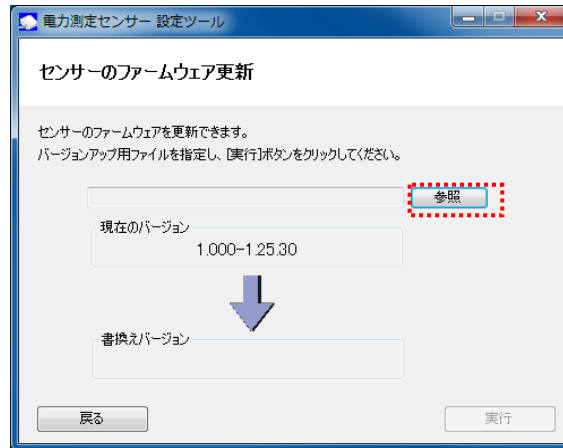 電力測定センサー 設定ツール
センサーのファームウェア更新
センサーのファームウェアを更新できます。
バージョンアップ用ファイルを指定し、[実行]ボタンをクリックしてください。
参照
現在のバージョン
1.000-1.25.30
書換えバージョン
戻る
実行